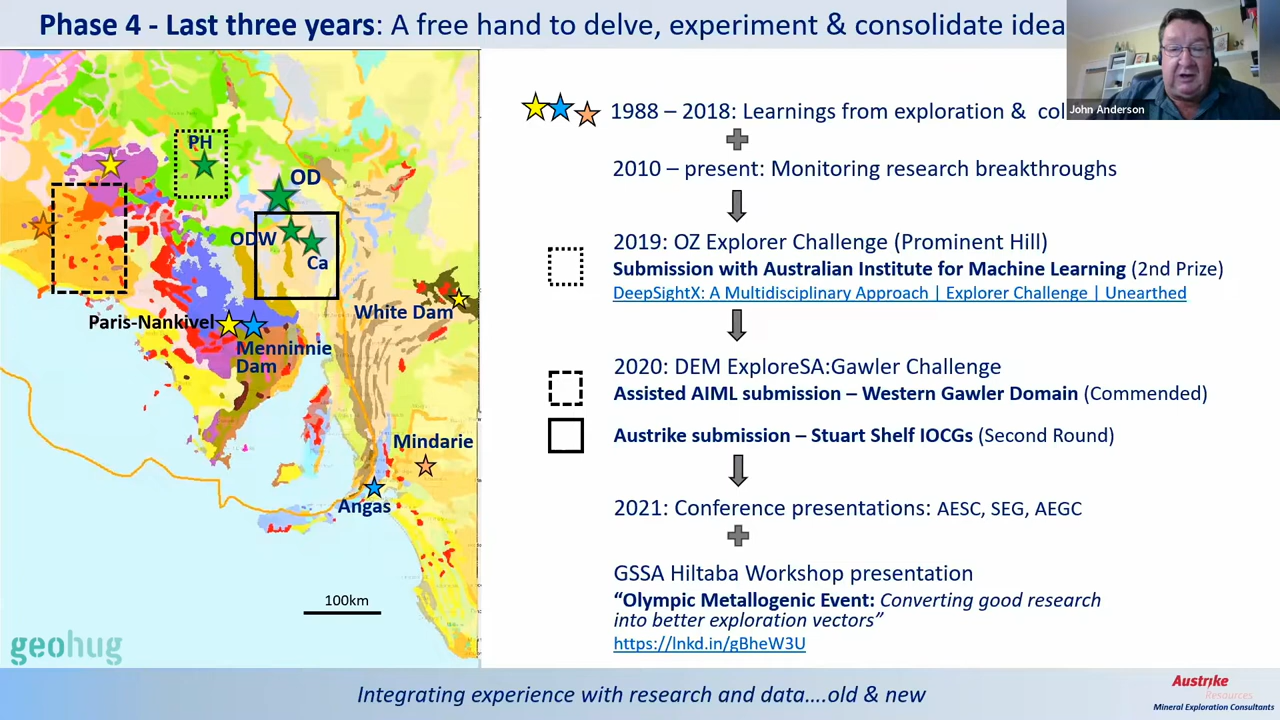 Phase 4 - Last three years: A free hand to delve, experiment & consolidate idea
John Anderson
1988 – 2018: Learnings from exploration & col
2010 – present: Monitoring research breakthroughs
2019: OZ Explorer Challenge (Prominent Hill)
Submission with Australian Institute for Machine Learning (2nd Prize)
DeepSightX: A Multidisciplinary Approach | Explorer Challenge | Unearthed
2020: DEM ExploreSA:Gawler Challenge
Assisted AIML submission – Western Gawler Domain (Commended)
Austrike submission – Stuart Shelf IOCGs (Second Round)
2021: Conference presentations: AESC, SEG, AEGC
GSSA Hiltaba Workshop presentation
“Olympic Metallogenic Event: Converting good research
into better exploration vectors”
https://lnkd.in/gBheW3U
PH
OD
ODW
Ca
White Dam
Paris-Nankivel
Menninnie
Dam
Mindarie
Angas
100km
geohug
Integrating experience with research and data....old & new
Austrike
Resources
Mineral Exploration Consultants